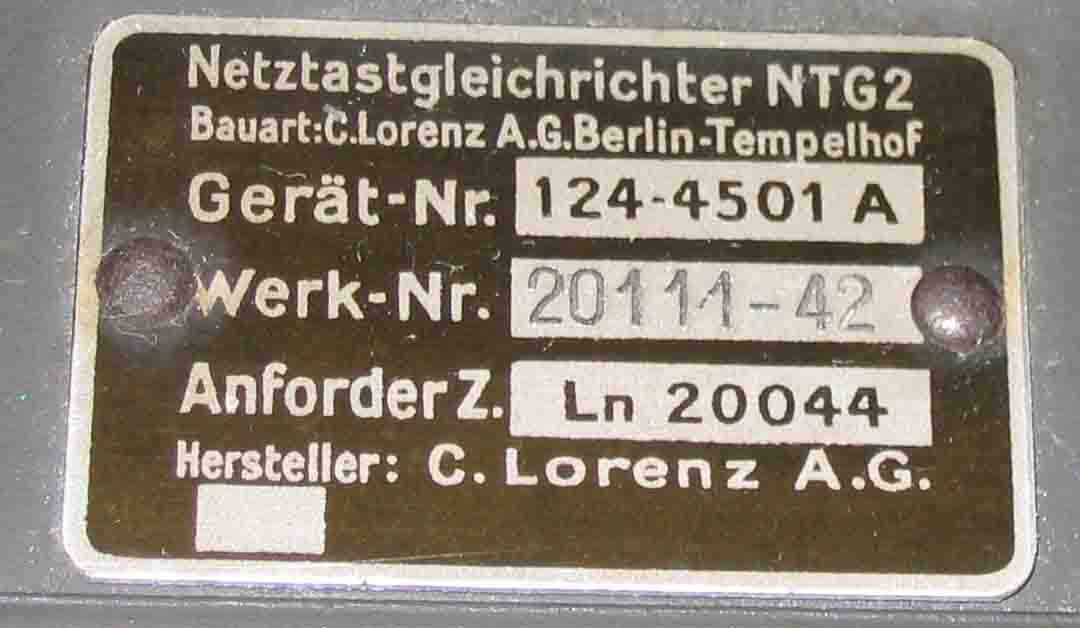 Netztastgleichrichter NTG2
Bauart:C.Lorenz A.G.Berlin-Tempelhof
Gerät-Nr. 124-4501 A
Werk-Nr. 20111-42
Anforder Z. Ln 20044
Hersteller: C. Lorenz A.G.